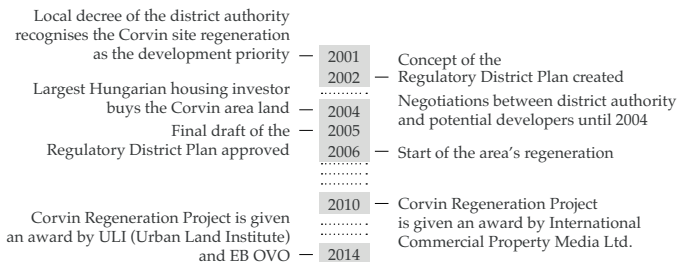 Local decree of the district authority
recognises the Corvin site regeneration
as the development priority – 2001
Concept of the
2002 – Regulatory District Plan created
Negotiations between district authority
and potential developers until 2004
Largest Hungarian housing investor
buys the Corvin area land – 2004
Final draft of the – 2005
Regulatory District Plan approved
2006 – Start of the area's regeneration
2010 – Corvin Regeneration Project
is given an award by International
Commercial Property Media Ltd.
Corvin Regeneration Project is given
an award by ULI (Urban Land Institute)
and EB OVO – 2014